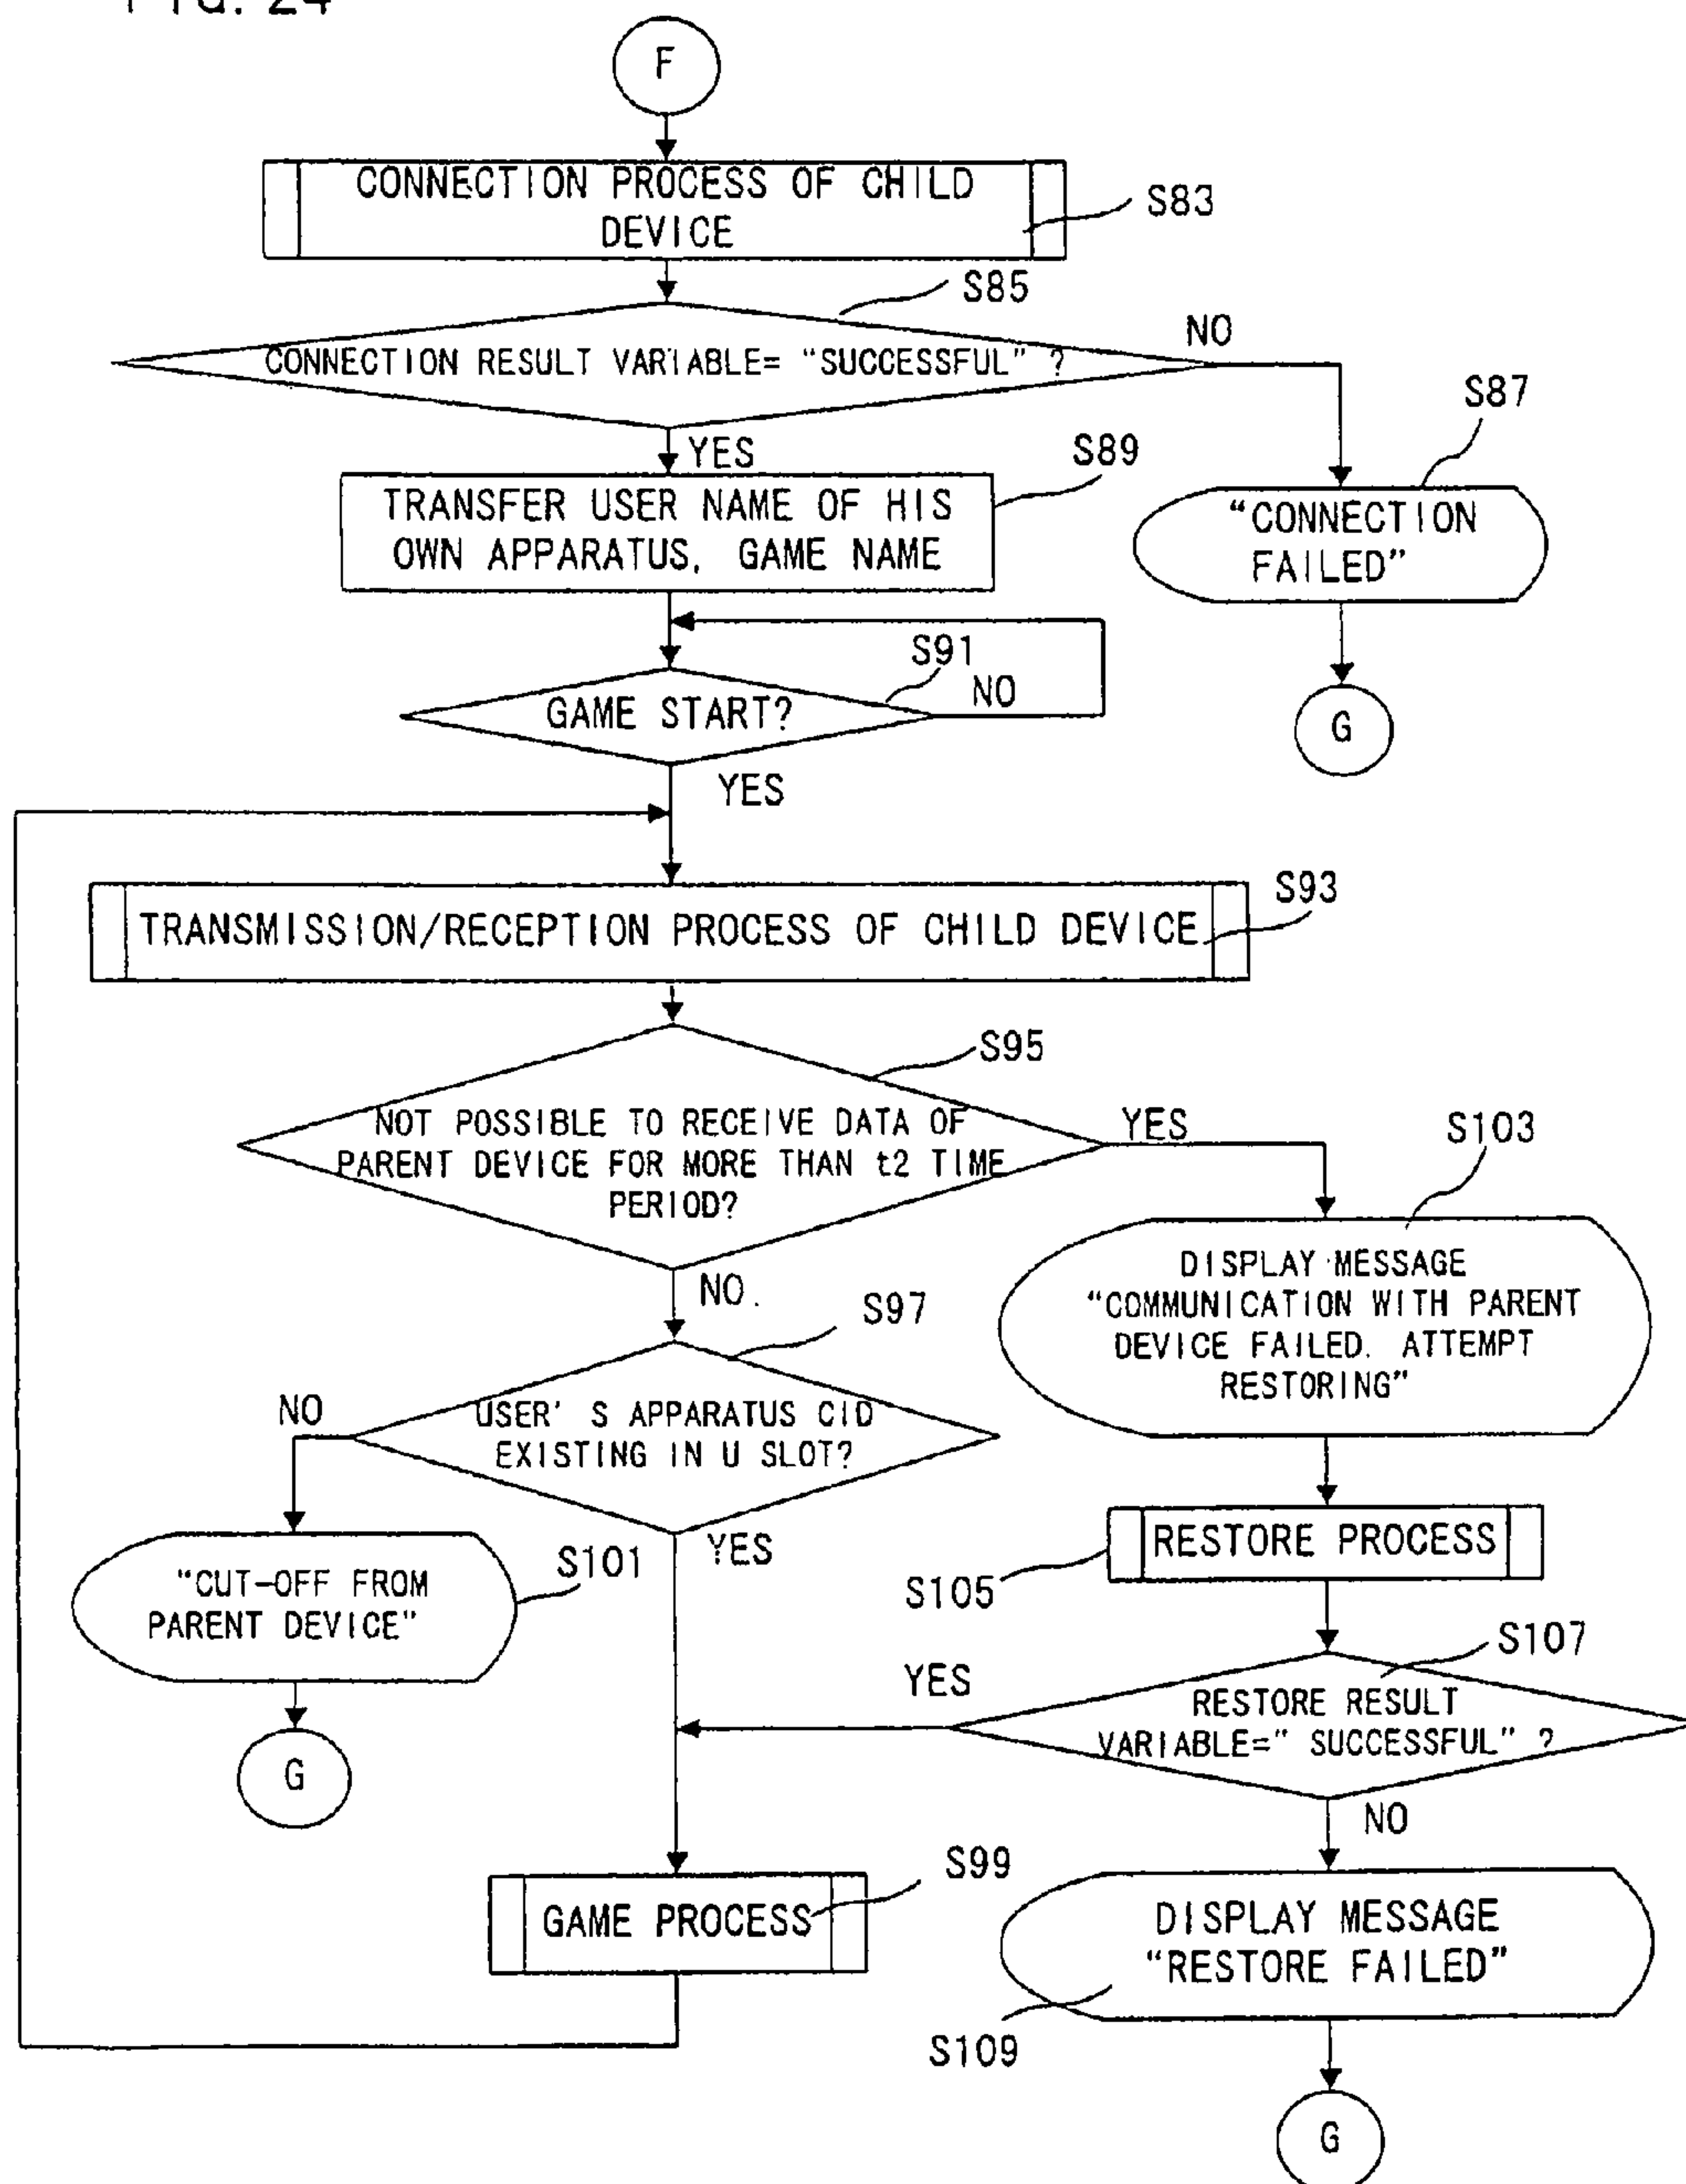 FIG. 24
F
CONNECTION PROCESS OF CHILD
DEVICE
S83
S85
CONNECTION RESULT VARIABLE= “SUCCESSFUL” ?
NO
YES
S87
“CONNECTION
FAILED”
G
S89
TRANSFER USER NAME OF HIS
OWN APPARATUS, GAME NAME
S91
GAME START?
NO
YES
S93
TRANSMISSION/RECEPTION PROCESS OF CHILD DEVICE
S95
NOT POSSIBLE TO RECEIVE DATA OF
PARENT DEVICE FOR MORE THAN t2 TIME
PERIOD?
YES
NO.
S103
DISPLAY MESSAGE
“COMMUNICATION WITH PARENT
DEVICE FAILED. ATTEMPT
RESTORING”
S97
USER' S APPARATUS CID
EXISTING IN U SLOT?
NO
YES
S101
"CUT-OFF FROM
PARENT DEVICE”
G
RESTORE PROCESS
S105
S107
RESTORE RESULT
VARIABLE=” SUCCESSFUL” ?
YES
NO
S99
GAME PROCESS
DISPLAY MESSAGE
“RESTORE FAILED”
S109
G